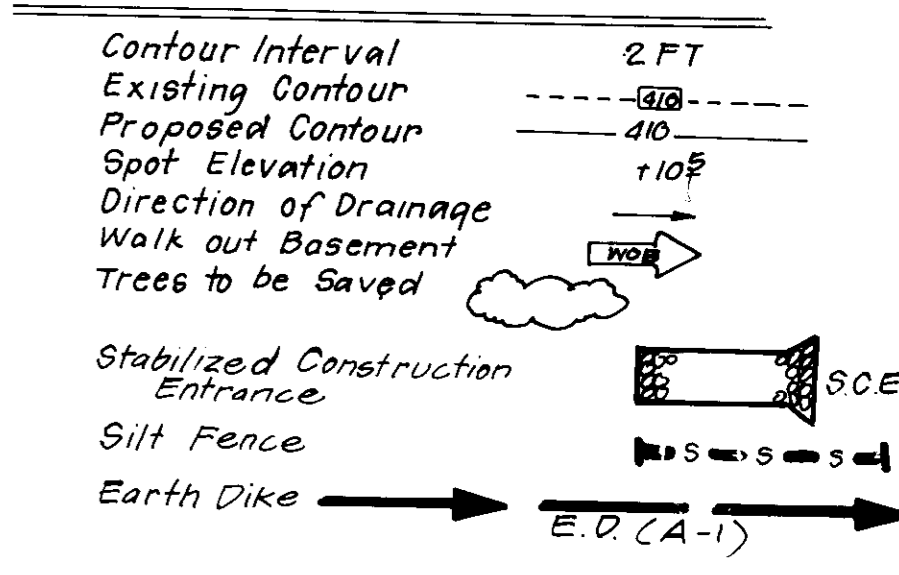 Contour Interval 2 FT
Existing Contour 410
Proposed Contour 410
Spot Elevation +10⁵
Direction of Drainage
Walk out Basement WOB
Trees to be Saved
Stabilized Construction
Entrance S.C.E
Silt Fence S S S
Earth Dike E.D. (A-1)